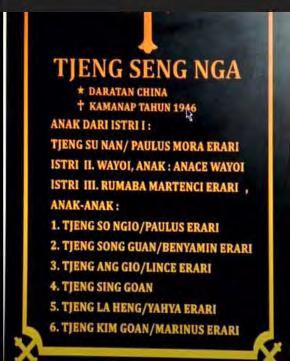 TJENG SENG NGA
★ DARATAN CHINA
† KAMANAP TAHUN 1946
ANAK DARI ISTRI I :
TJENG SU NAN/ PAULUS MORA ERARI
ISTRI II. WAYOI, ANAK : ANACE WAYOI
ISTRI III. RUMABA MARTENCI ERARI ,
ANAK-ANAK :
1. TJENG SO NGIO/PAULUS ERARI
2. TJENG SONG GUAN/BENYAMIN ERARI
3. TJENG ANG GIO/LINCE ERARI
4. TJENG SING GOAN
5. TJENG LA HENG/YAHYA ERARI
6. TJENG KIM GOAN/MARINUS ERARI